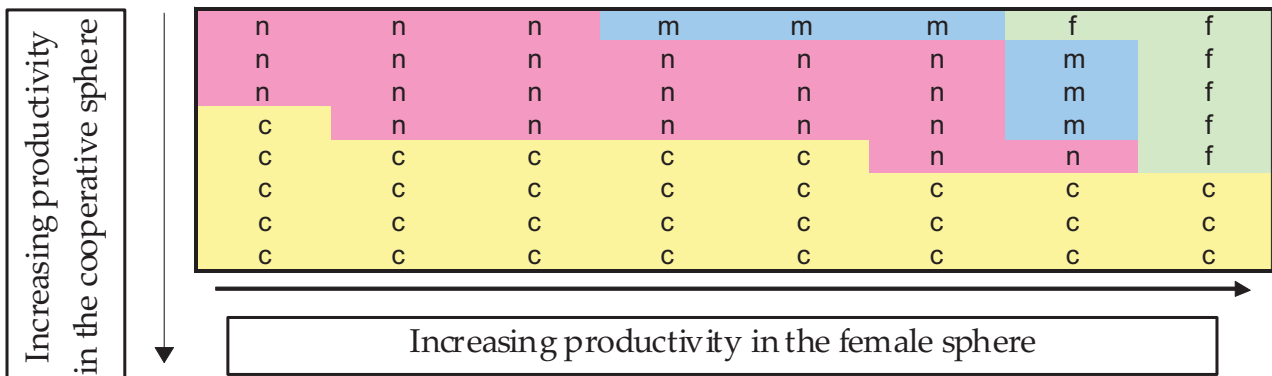 Increasing productivity
in the cooperative sphere
n n n m m m f f
n n n n n n m f
n n n n n n m f
c n n n n n m f
c c c c c n n f
c c c c c c c c
c c c c c c c c
c c c c c c c c
Increasing productivity in the female sphere